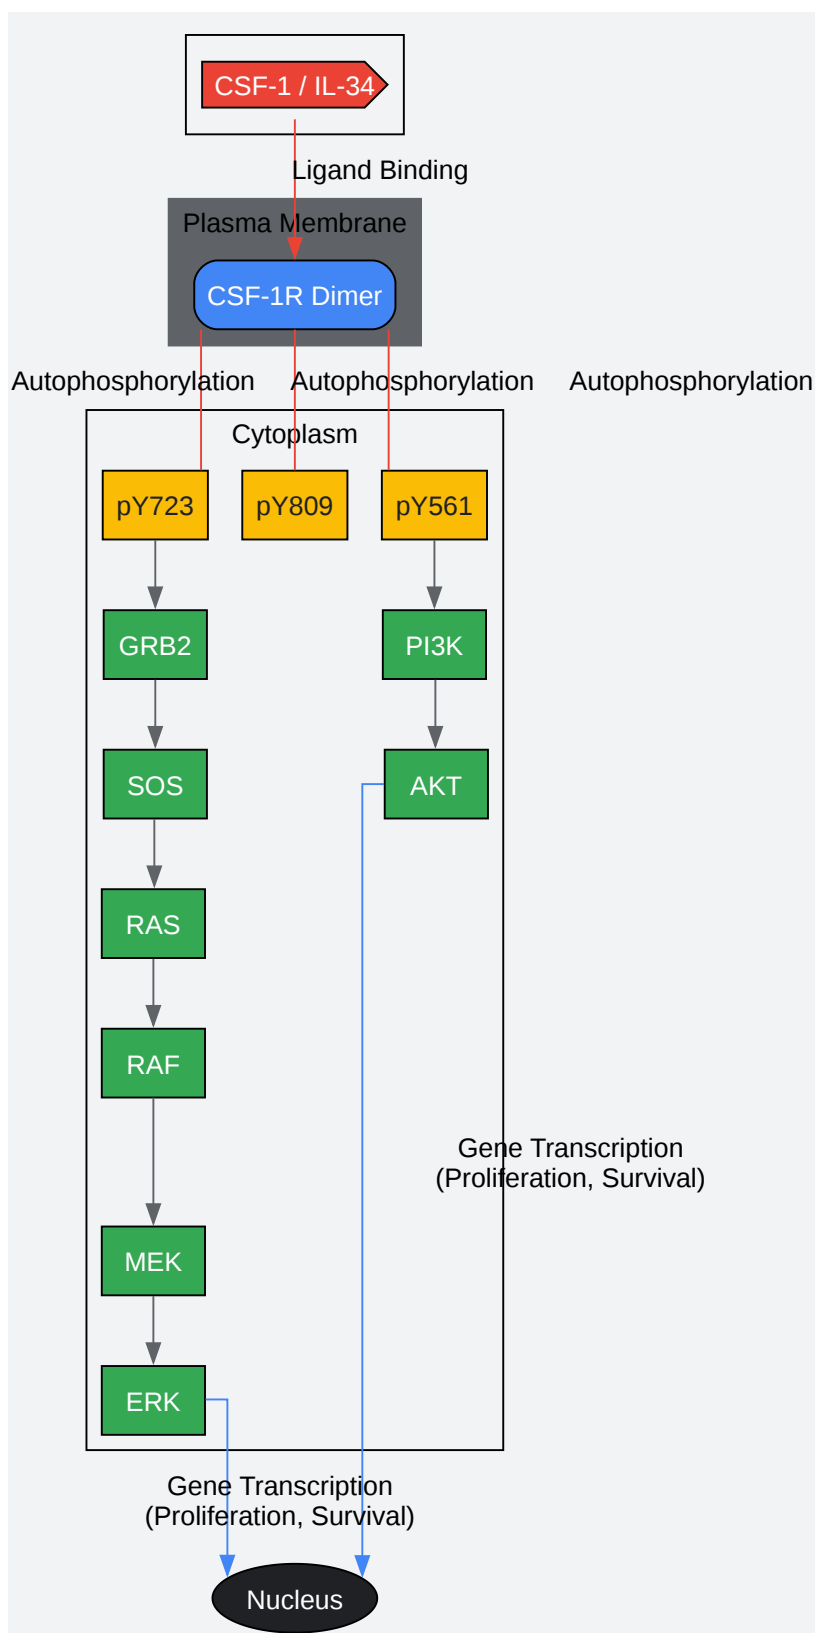 CSF-1 / IL-34
Ligand Binding
Plasma Membrane
CSF-1R Dimer
Autophosphorylation
Autophosphorylation
Autophosphorylation
Cytoplasm
pY723
pY809
pY561
GRB2
PI3K
SOS
AKT
RAS
RAF
Gene Transcription
(Proliferation, Survival)
MEK
ERK
Gene Transcription
(Proliferation, Survival)
Nucleus